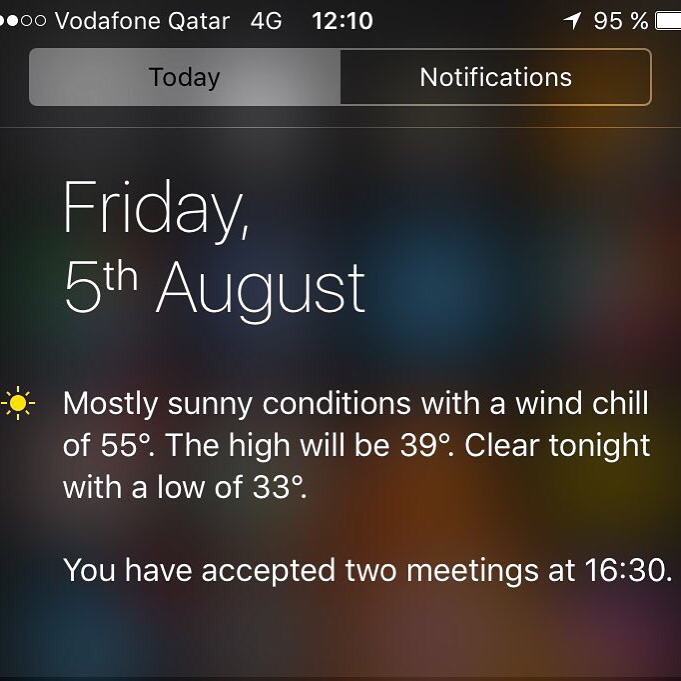 Vodafone Qatar 4G 12:10 95 %
Today Notifications
Friday,
5th August
Mostly sunny conditions with a wind chill
of 55°. The high will be 39°. Clear tonight
with a low of 33°.
You have accepted two meetings at 16:30.